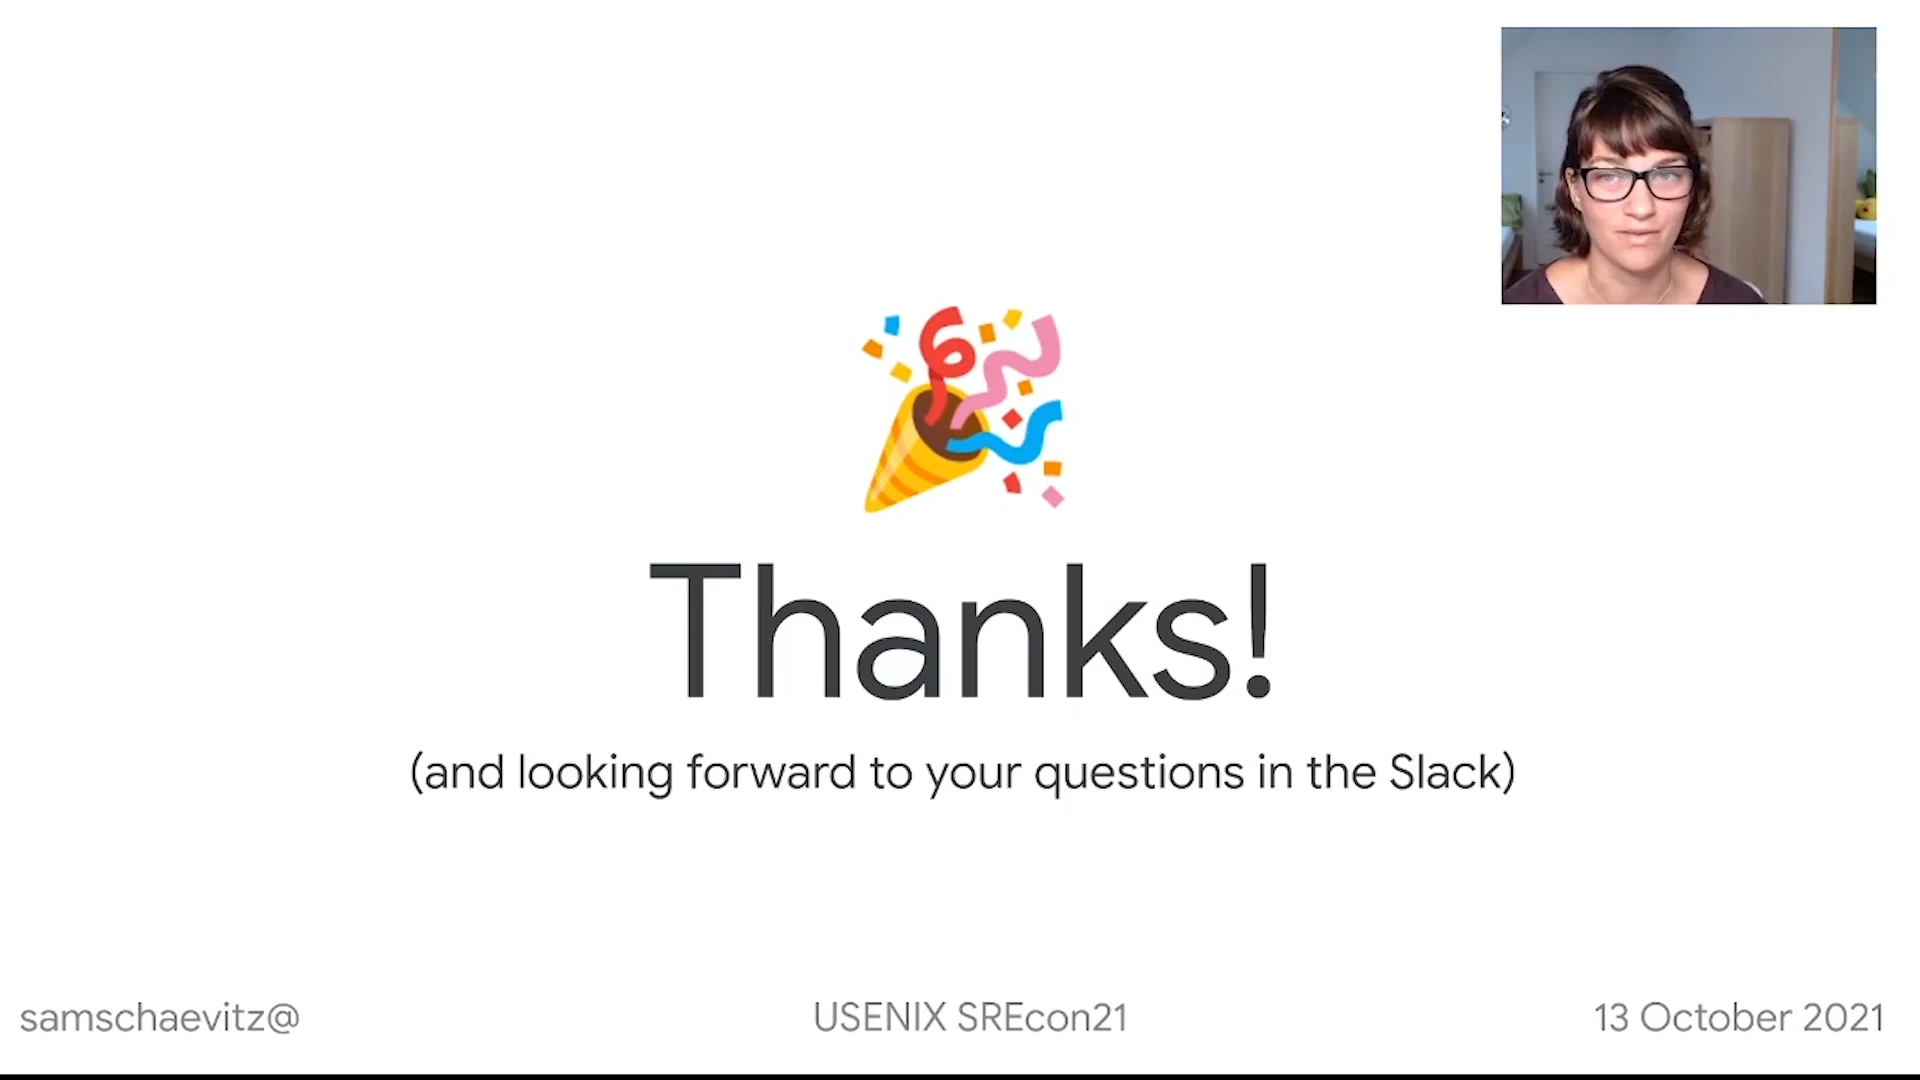 Thanks!
(and looking forward to your questions in the Slack)
samschaevitz@
USENIX SREcon21
13 October 2021